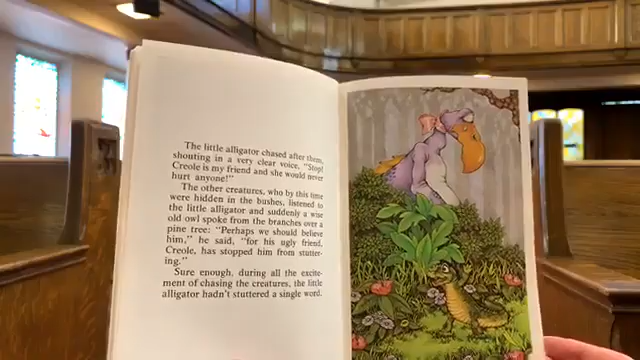 The little alligator chased after them,
shouting in a very clear voice, "Stop!
Creole is my friend and she would never
hurt anyone!"
The other creatures, who by this time
were hidden in the bushes, listened to
the little alligator and suddenly a wise
old owl spoke from the branches over a
pine tree: "Perhaps we should believe
him," he said, "for his ugly friend,
Creole, has stopped him from stutter-
ing."
Sure enough, during all the excite-
ment of chasing the creatures, the little
alligator hadn't stuttered a single word.